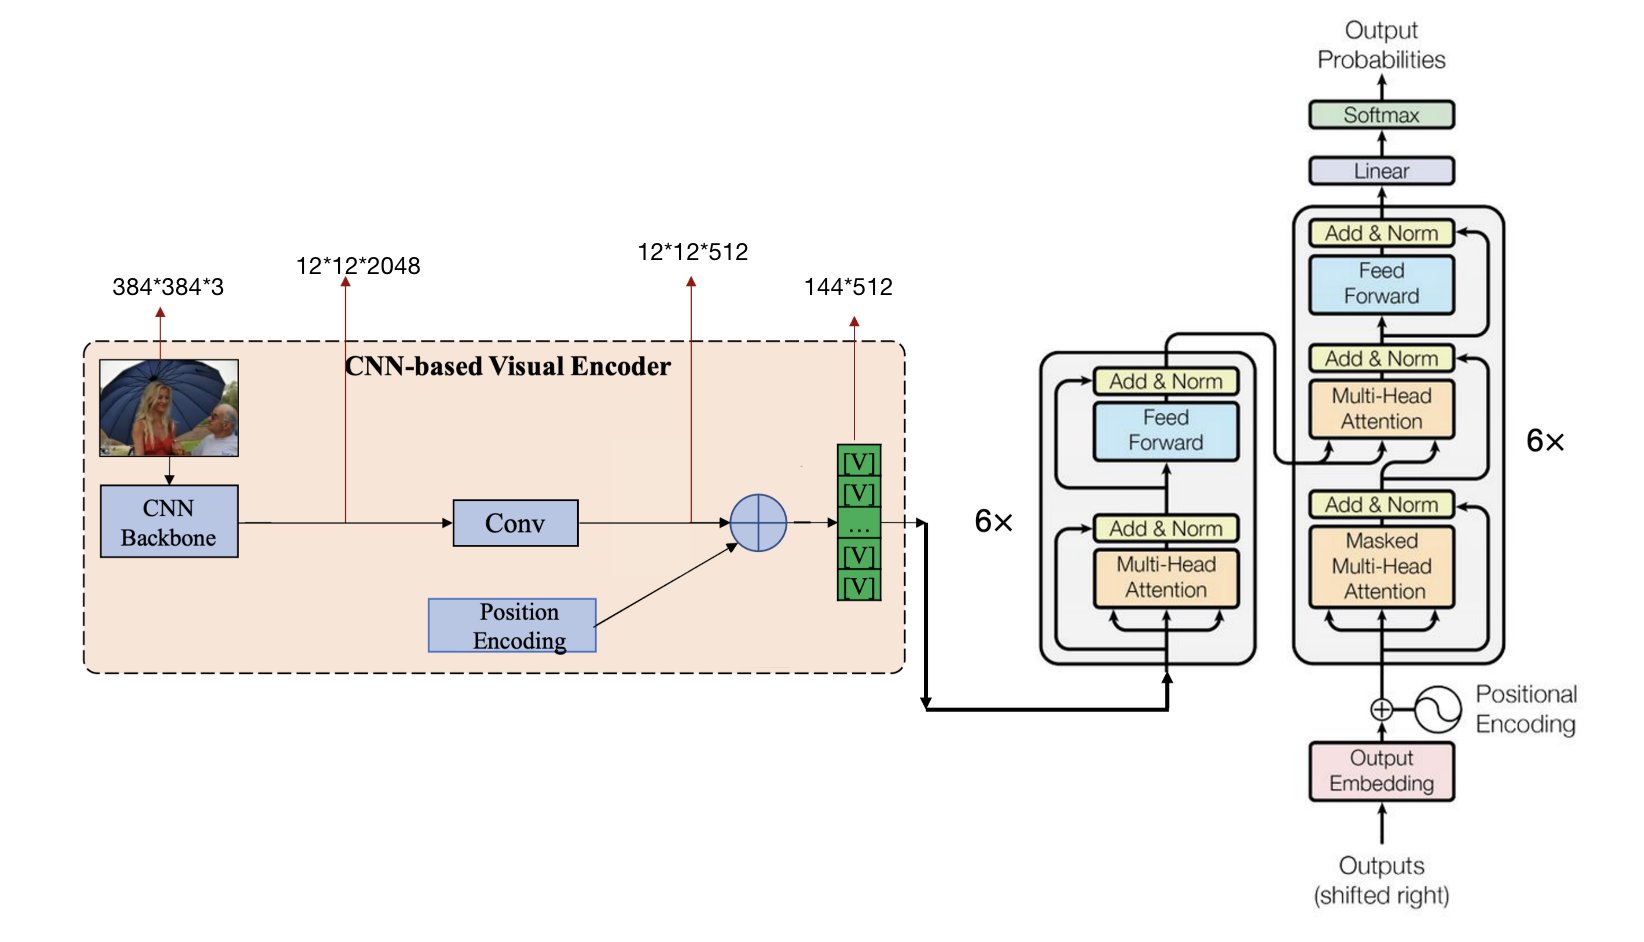 384*384*3
12*12*2048
12*12*512
144*512
CNN-based Visual Encoder
CNN
Backbone
Conv
Position
Encoding
[V]
[V]
...
[V]
[V]
6×
Add & Norm
Feed
Forward
Add & Norm
Multi-Head
Attention
Output
Probabilities
Softmax
Linear
Add & Norm
Feed
Forward
Add & Norm
Multi-Head
Attention
6×
Add & Norm
Masked
Multi-Head
Attention
Positional
Encoding
Output
Embedding
Outputs
(shifted right)